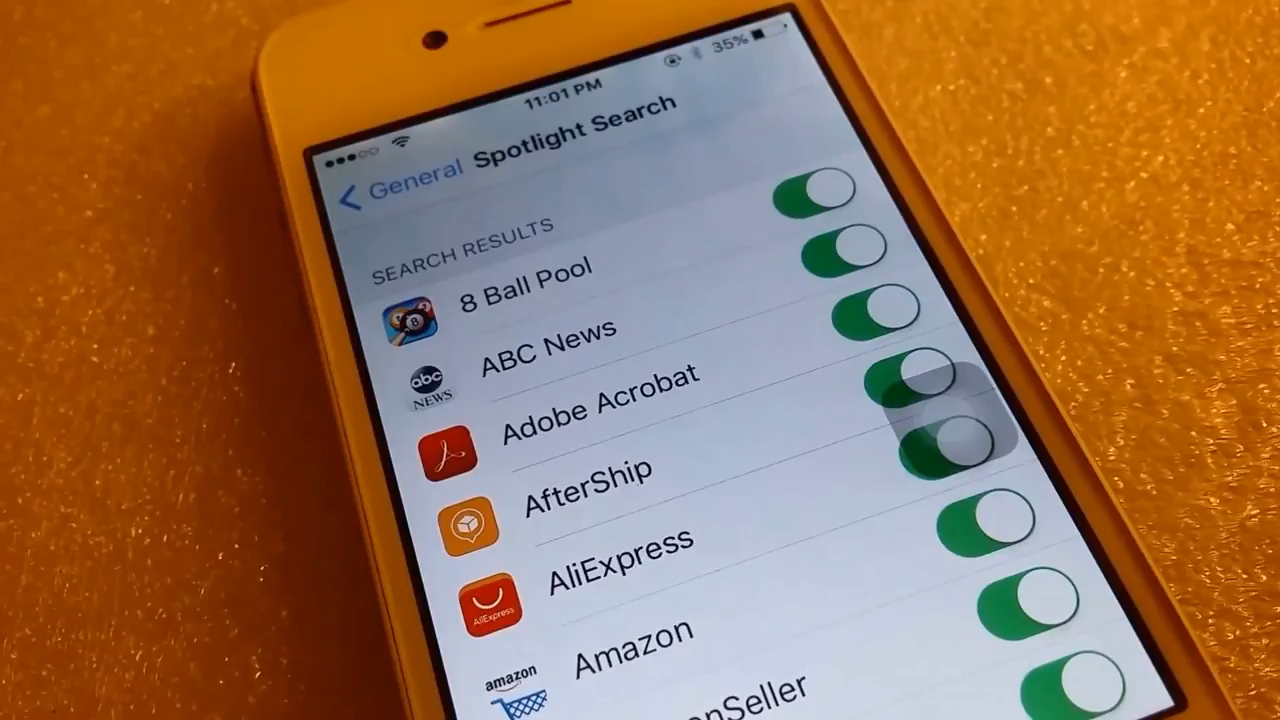 11:01 PM
35%
General
Spotlight Search
SEARCH RESULTS
8 Ball Pool
abc NEWS
ABC News
Adobe Acrobat
AfterShip
AliExpress
AliExpress
amazon
Amazon
nSeller